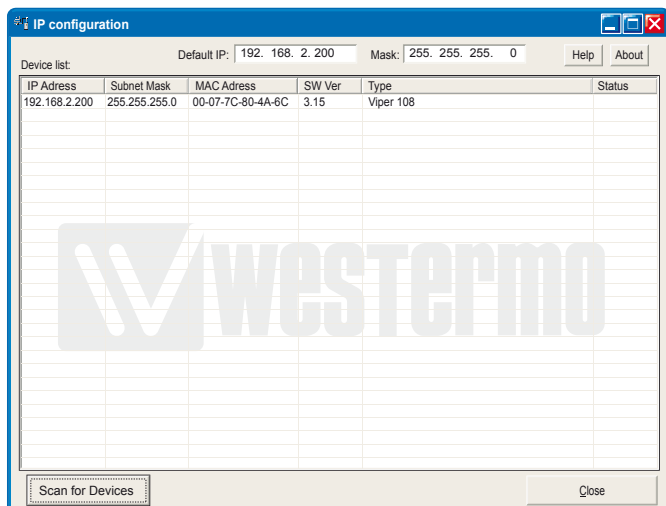 IP configuration
Default IP: 192. 168. 2. 200 Mask: 255. 255. 255. 0 Help About
Device list:
IP Adress Subnet Mask MAC Adress SW Ver Type Status
192.168.2.200 255.255.255.0 00-07-7C-80-4A-6C 3.15 Viper 108
westermo
Scan for Devices Close